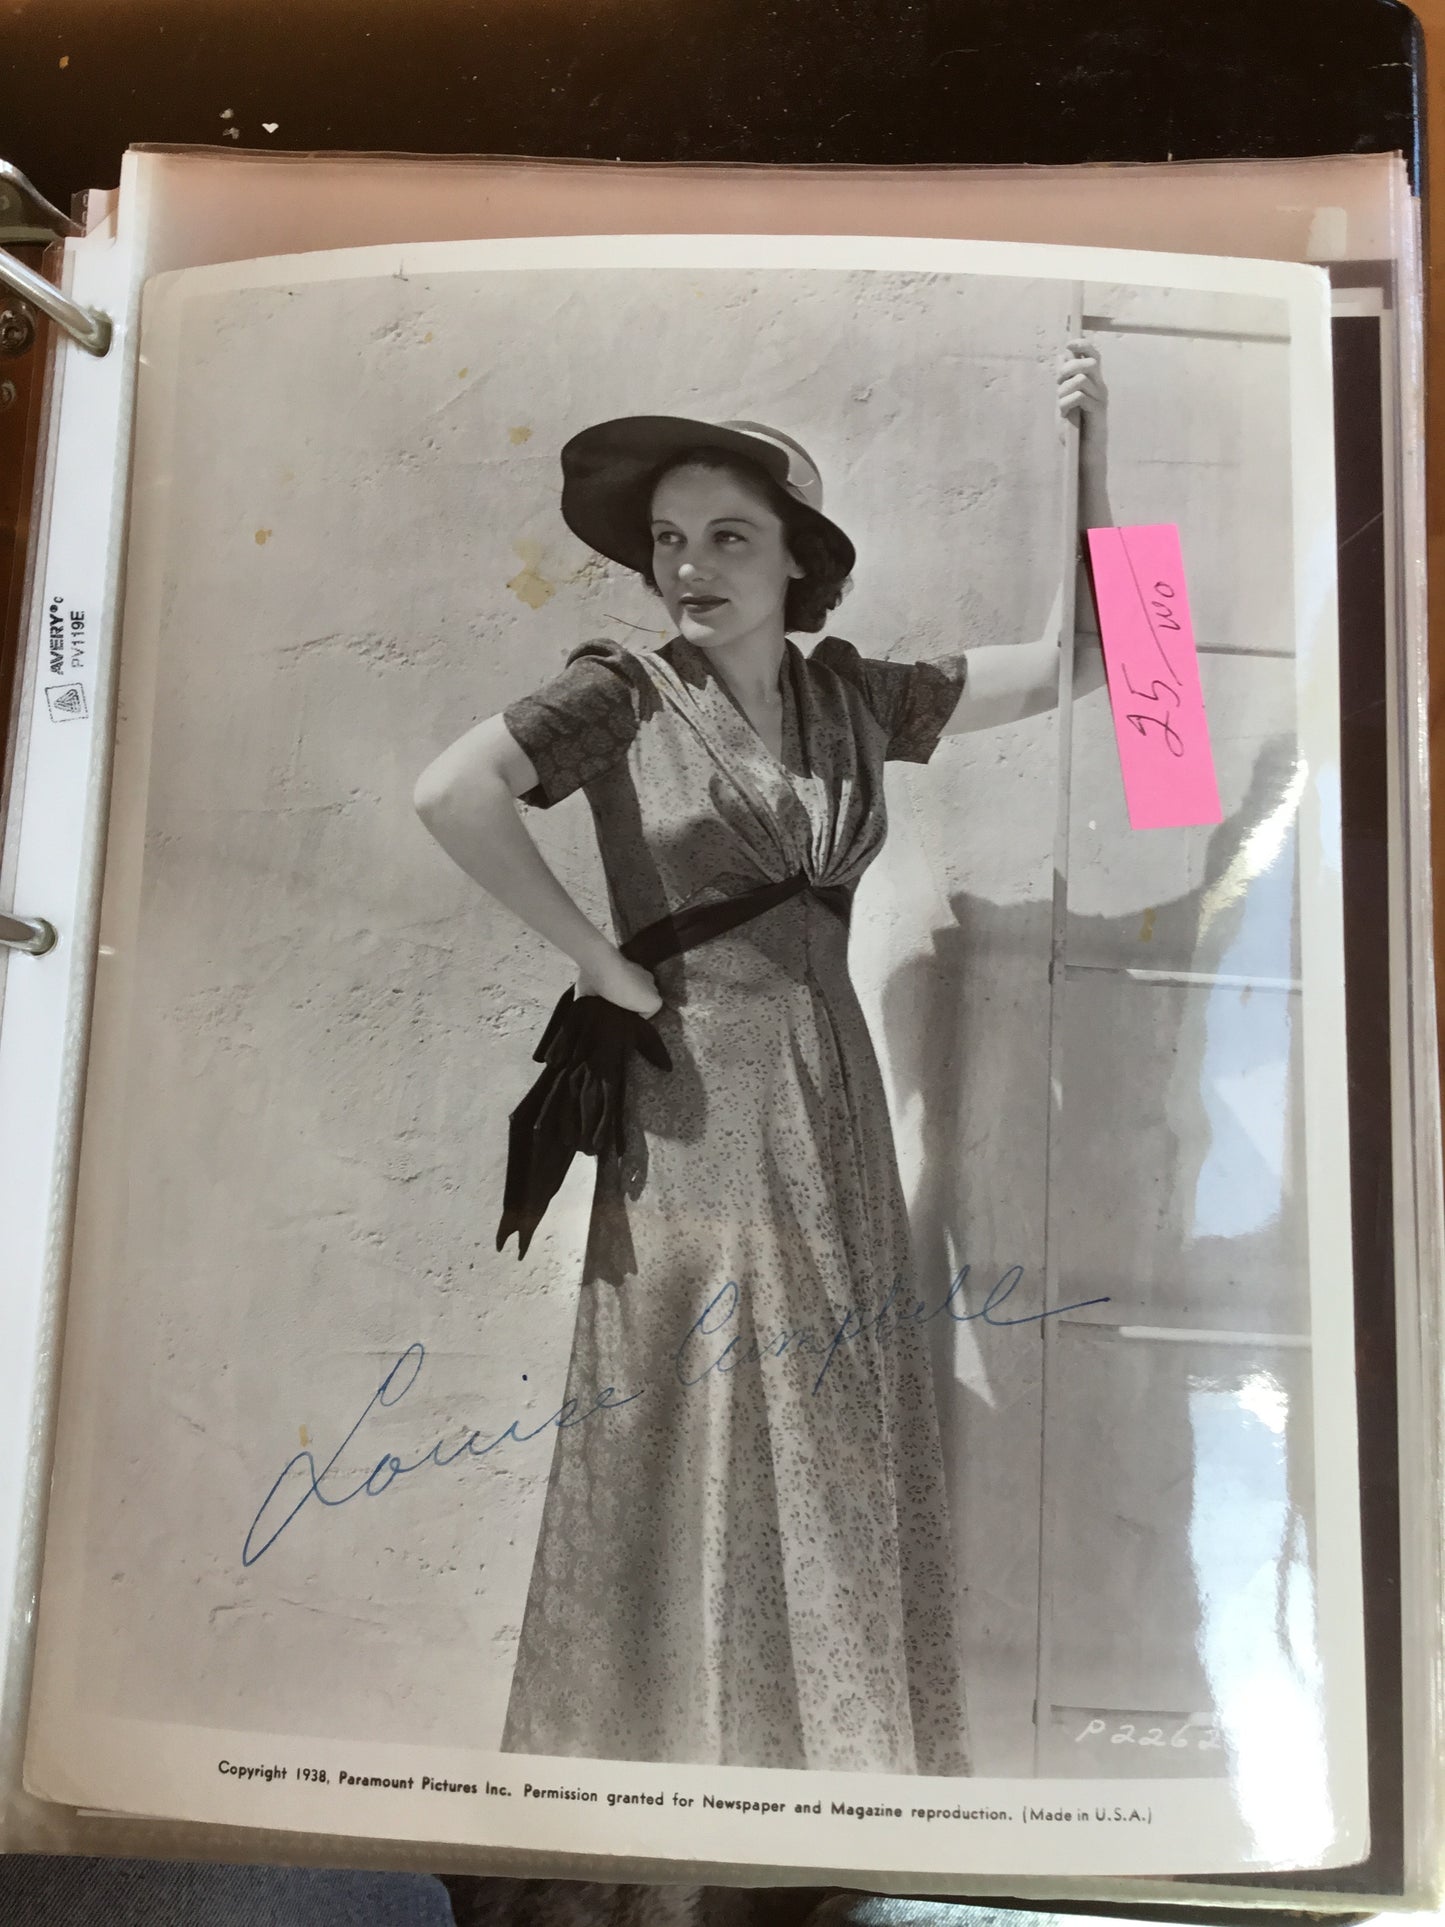 AVERY® c
PV119E
25/00
Louise Campbell
P2262
Copyright 1938, Paramount Pictures Inc. Permission granted for Newspaper and Magazine reproduction. (Made in U.S.A.)